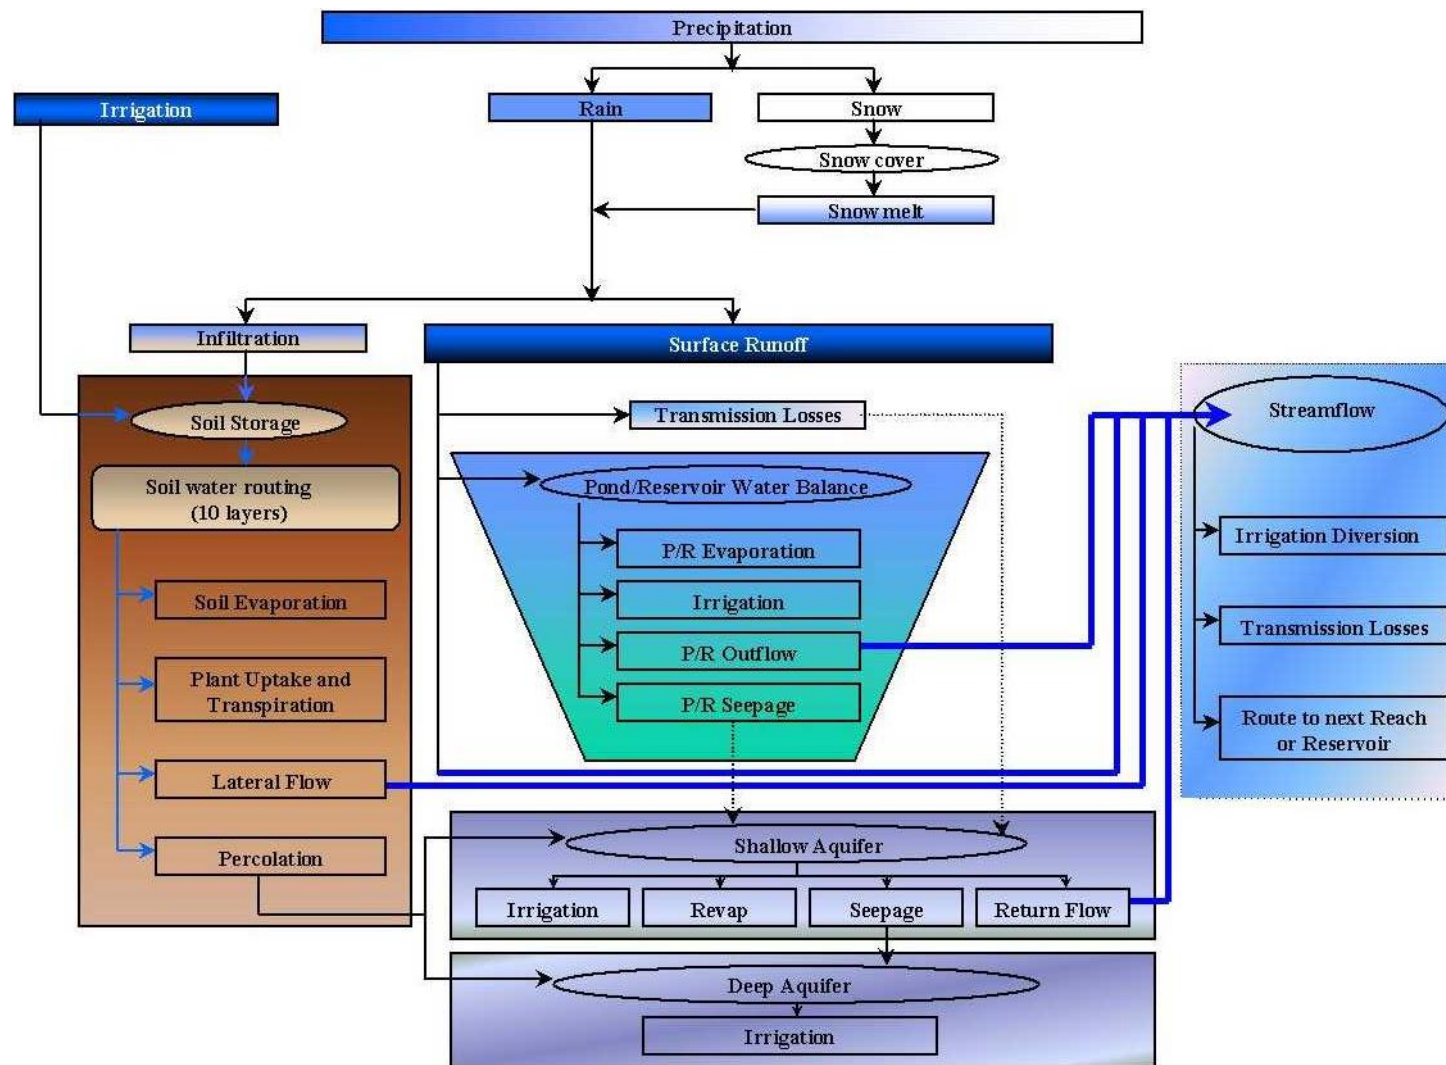 Precipitation
Irrigation
Rain
Snow
Snow cover
Snow melt
Infiltration
Surface Runoff
Soil Storage
Transmission Losses
Streamflow
Soil water routing
(10 layers)
Pond/Reservoir Water Balance
P/R Evaporation
Irrigation Diversion
Soil Evaporation
Irrigation
P/R Outflow
Transmission Losses
Plant Uptake and
Transpiration
P/R Seepage
Route to next Reach
or Reservoir
Lateral Flow
Percolation
Shallow Aquifer
Irrigation
Revap
Seepage
Return Flow
Deep Aquifer
Irrigation